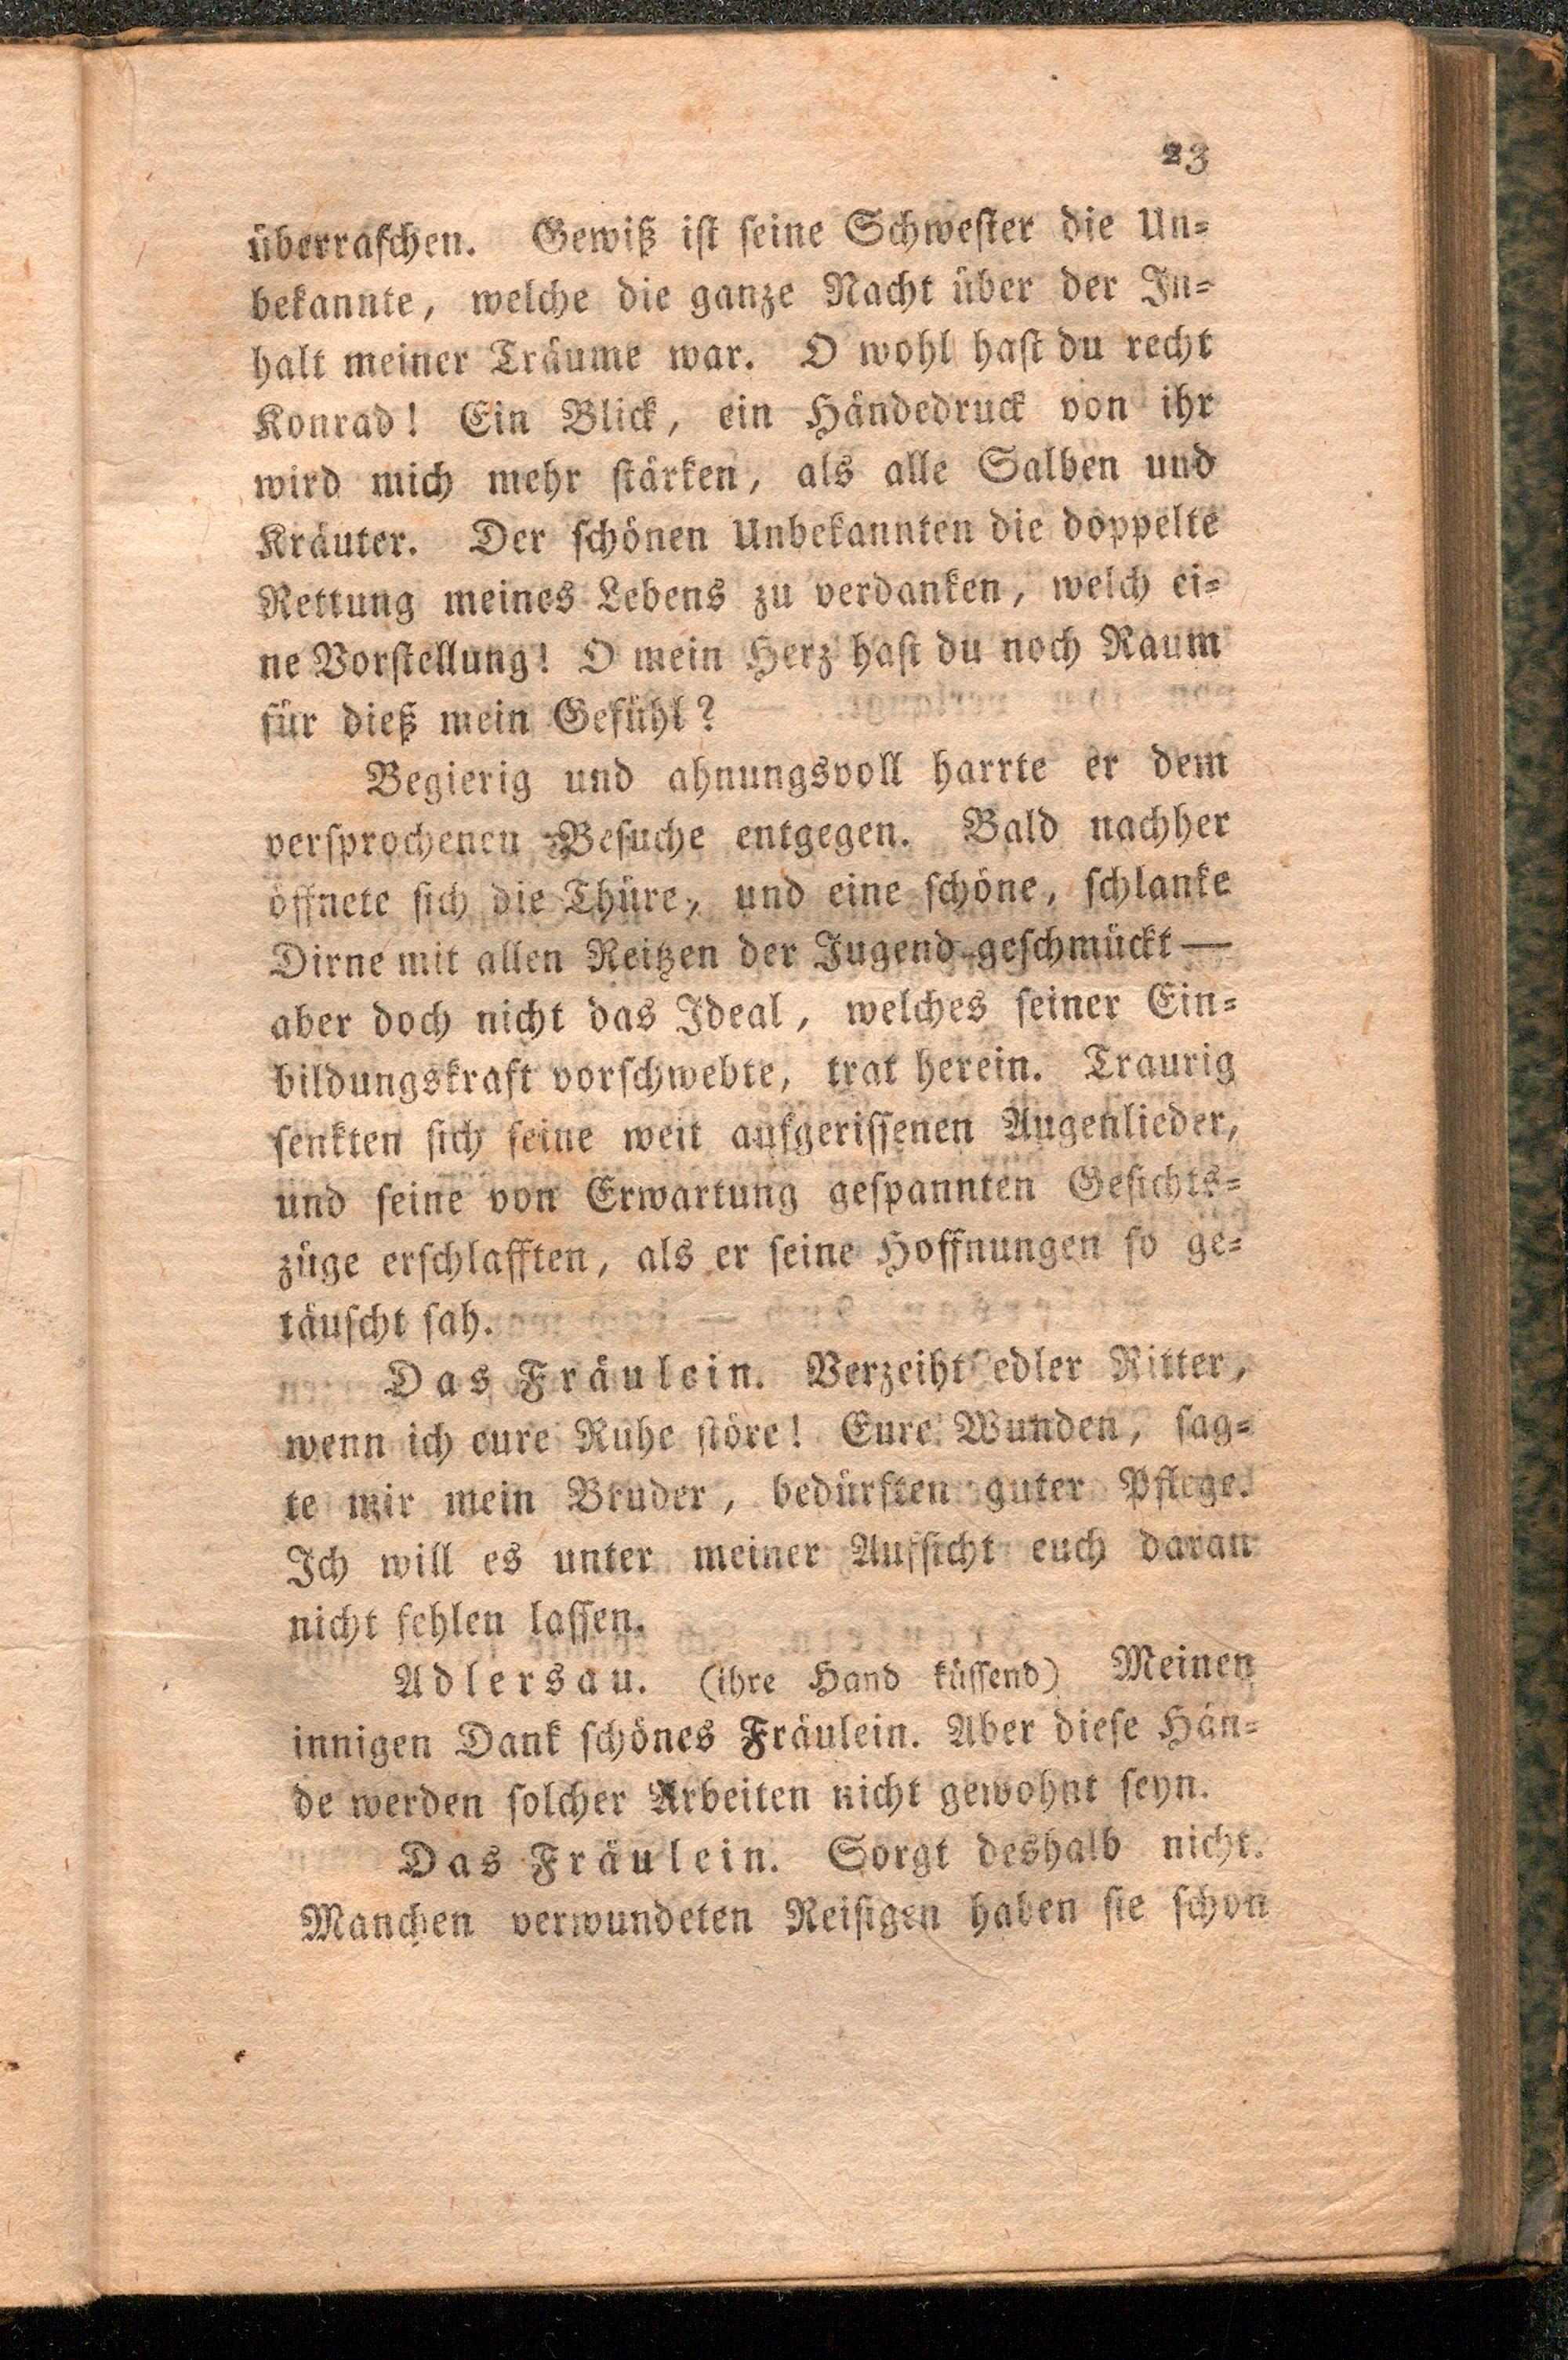 23
überraſchen. Gewiß iſt ſeine Schweſter die Un⸗
bekannte, welche die ganze Nacht über der In⸗
halt meiner Träume war. O wohl haſt du recht
Konrad! Ein Blick, ein Händedruck von ihr
wird mich mehr ſtärken, als alle Salben und
Kräuter. Der ſchönen Unbekannten die doppelte
Rettung meines Lebens zu verdanken, welch ei⸗
ne Vorſtellung! O mein Herz haſt du noch Raum
für dieß mein Gefühl?
Begierig und ahnungsvoll harrte er dem
verſprochenen Beſuche entgegen. Bald nachher
öffnete ſich die Thüre, und eine ſchöne, ſchlanke
Dirne mit allen Reitzen der Jugend geſchmückt —
aber doch nicht das Ideal, welches ſeiner Ein⸗
bildungskraft vorſchwebte, trat herein. Traurig
ſenkten ſich ſeine weit aufgeriſſenen Augenlieder,
und ſeine von Erwartung geſpannten Geſichts⸗
züge erſchlafften, als er ſeine Hoffnungen ſo ge⸗
täuſcht ſah.
Das Fräulein. Verzeiht edler Ritter,
wenn ich eure Ruhe ſtöre! Eure Wunden, ſag⸗
te mir mein Bruder, bedürften guter Pflege.
Ich will es unter meiner Aufſicht euch daran
nicht fehlen laſſen.
Adlersau. (ihre Hand küſſend) Meinen
innigen Dank ſchönes Fräulein. Aber dieſe Hän⸗
de werden ſolcher Arbeiten nicht gewohnt ſeyn.
Das Fräulein. Sorgt deshalb nicht.
Manchen verwundeten Reiſigen haben ſie ſchon